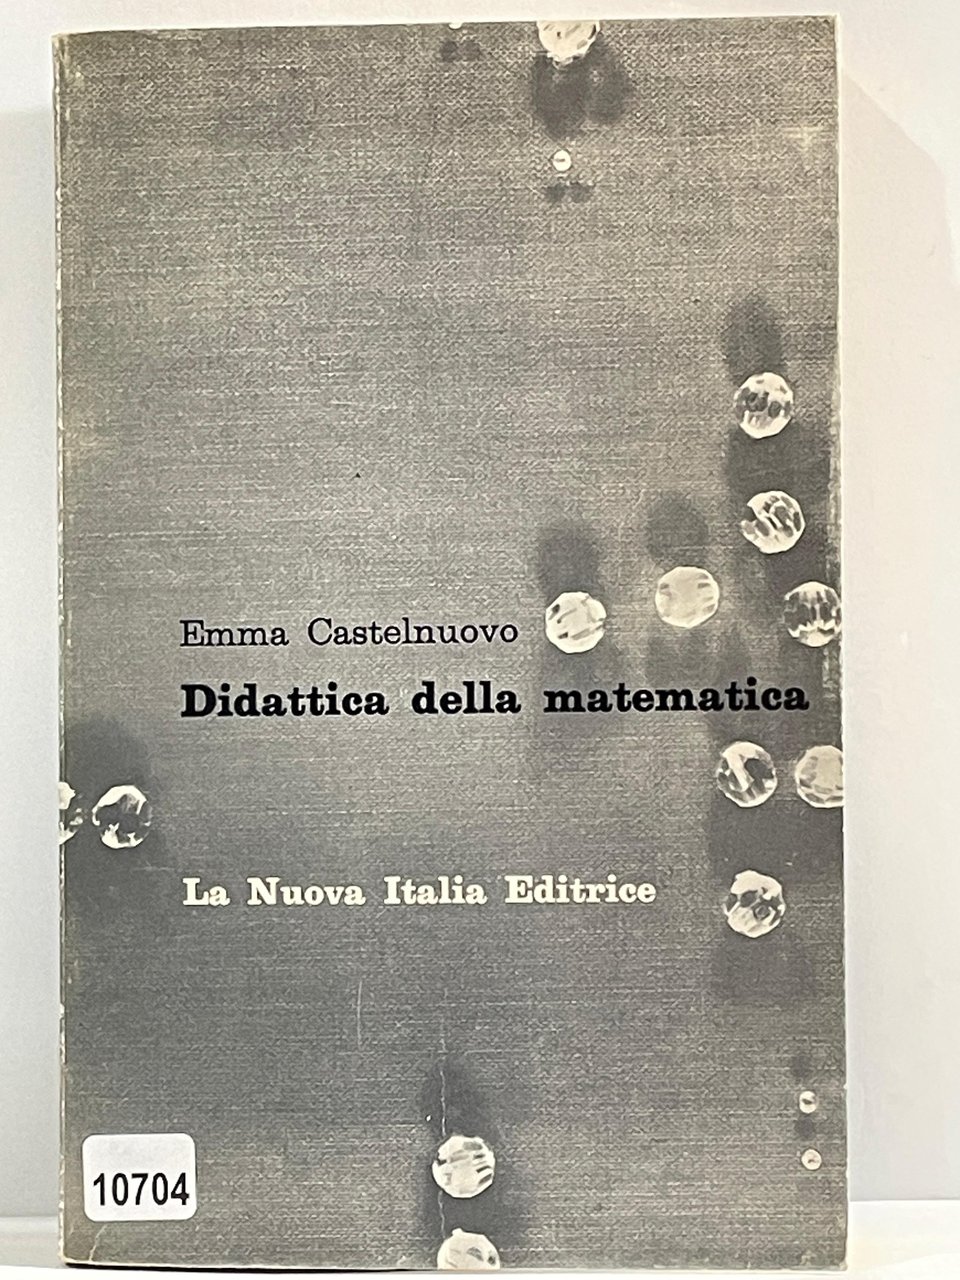 Emma Castelnuovo
Didattica della matematica
La Nuova Italia Editrice
10704